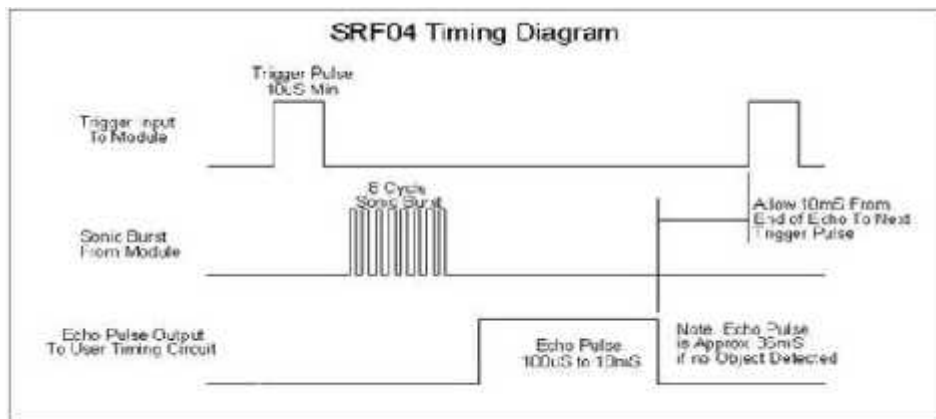 SRF04 Timing Diagram
Trigger Pulse
10uS Min
Trigger Input
To Module
8 Cycle
Sonic Burst
Sonic Burst
From Module
Allow 10mS From
End of Echo To Next
Trigger Pulse
Echo Pulse Output
To User Timing Circuit
Echo Pulse
100uS to 18mS
Note: Echo Pulse
is Approx 36mS
if no Object Detected